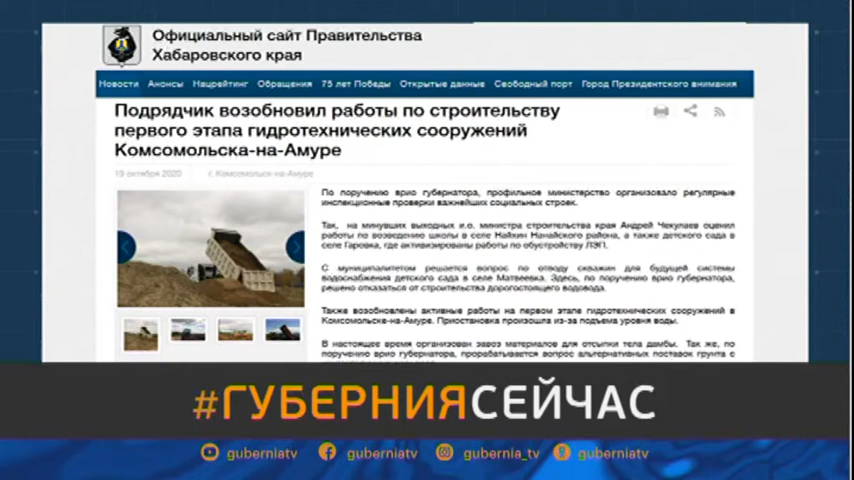 Официальный сайт Правительства
Хабаровского края
Новости Анонсы Нацрейтинг Обращения 75 лет Победы Открытые данные Свободный порт Город Президентского внимания
Подрядчик возобновил работы по строительству
первого этапа гидротехнических сооружений
Комсомольска-на-Амуре
19 октября 2020 г. Комсомольск-на-Амуре
По поручению врио губернатора, профильное министерство организовало регулярные
инспекционные проверки важнейших социальных строек.
Так, на минувших выходных и.о. министра строительства края Андрей Чекулаев оценил
работы по возведению школы в селе Найхин Нанайского района, а также детского сада в
селе Гаровка, где активизированы работы по обустройству ЛЭП.
С муниципалитетом решается вопрос по отводу скважин для будущей системы
водоснабжения детского сада в селе Матвеевка. Здесь, по поручению врио губернатора,
решено отказаться от строительства дорогостоящего водовода.
Также возобновлены активные работы на первом этапе гидротехнических сооружений в
Комсомольске-на-Амуре. Приостановка произошла из-за подъема уровня воды.
В настоящее время организован завоз материалов для отсыпки тела дамбы. Так же, по
поручению врио губернатора, прорабатывается вопрос альтернативных поставок грунта с
#ГУБЕРНИЯСЕЙЧАС
guberniatv guberniatv gubernia_tv guberniatv